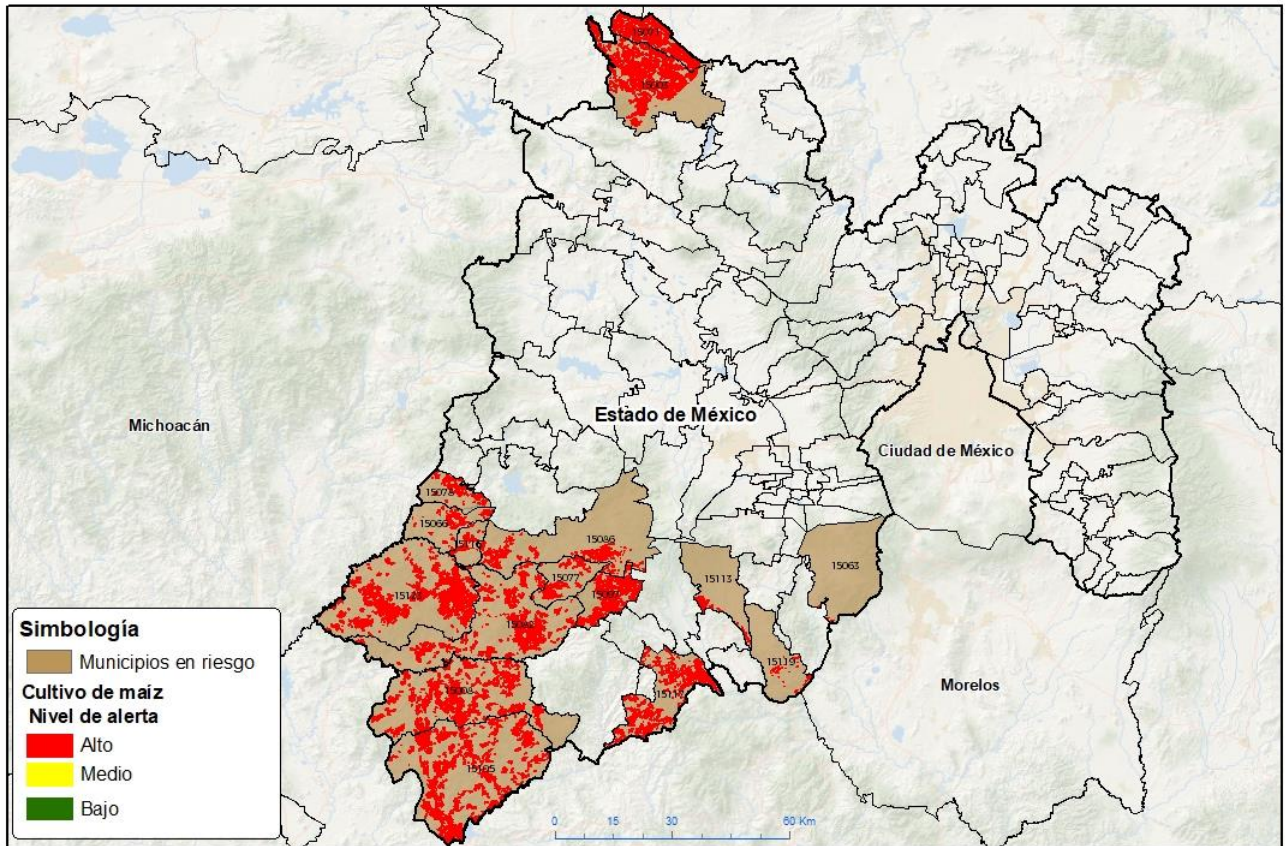 Michoacán
Estado de México
Ciudad de México
Morelos
15078
15066
15086
15077
15113
15063
15119
15105
Simbología
Municipios en riesgo
Cultivo de maíz
Nivel de alerta
Alto
Medio
Bajo
0 15 30 60 Km